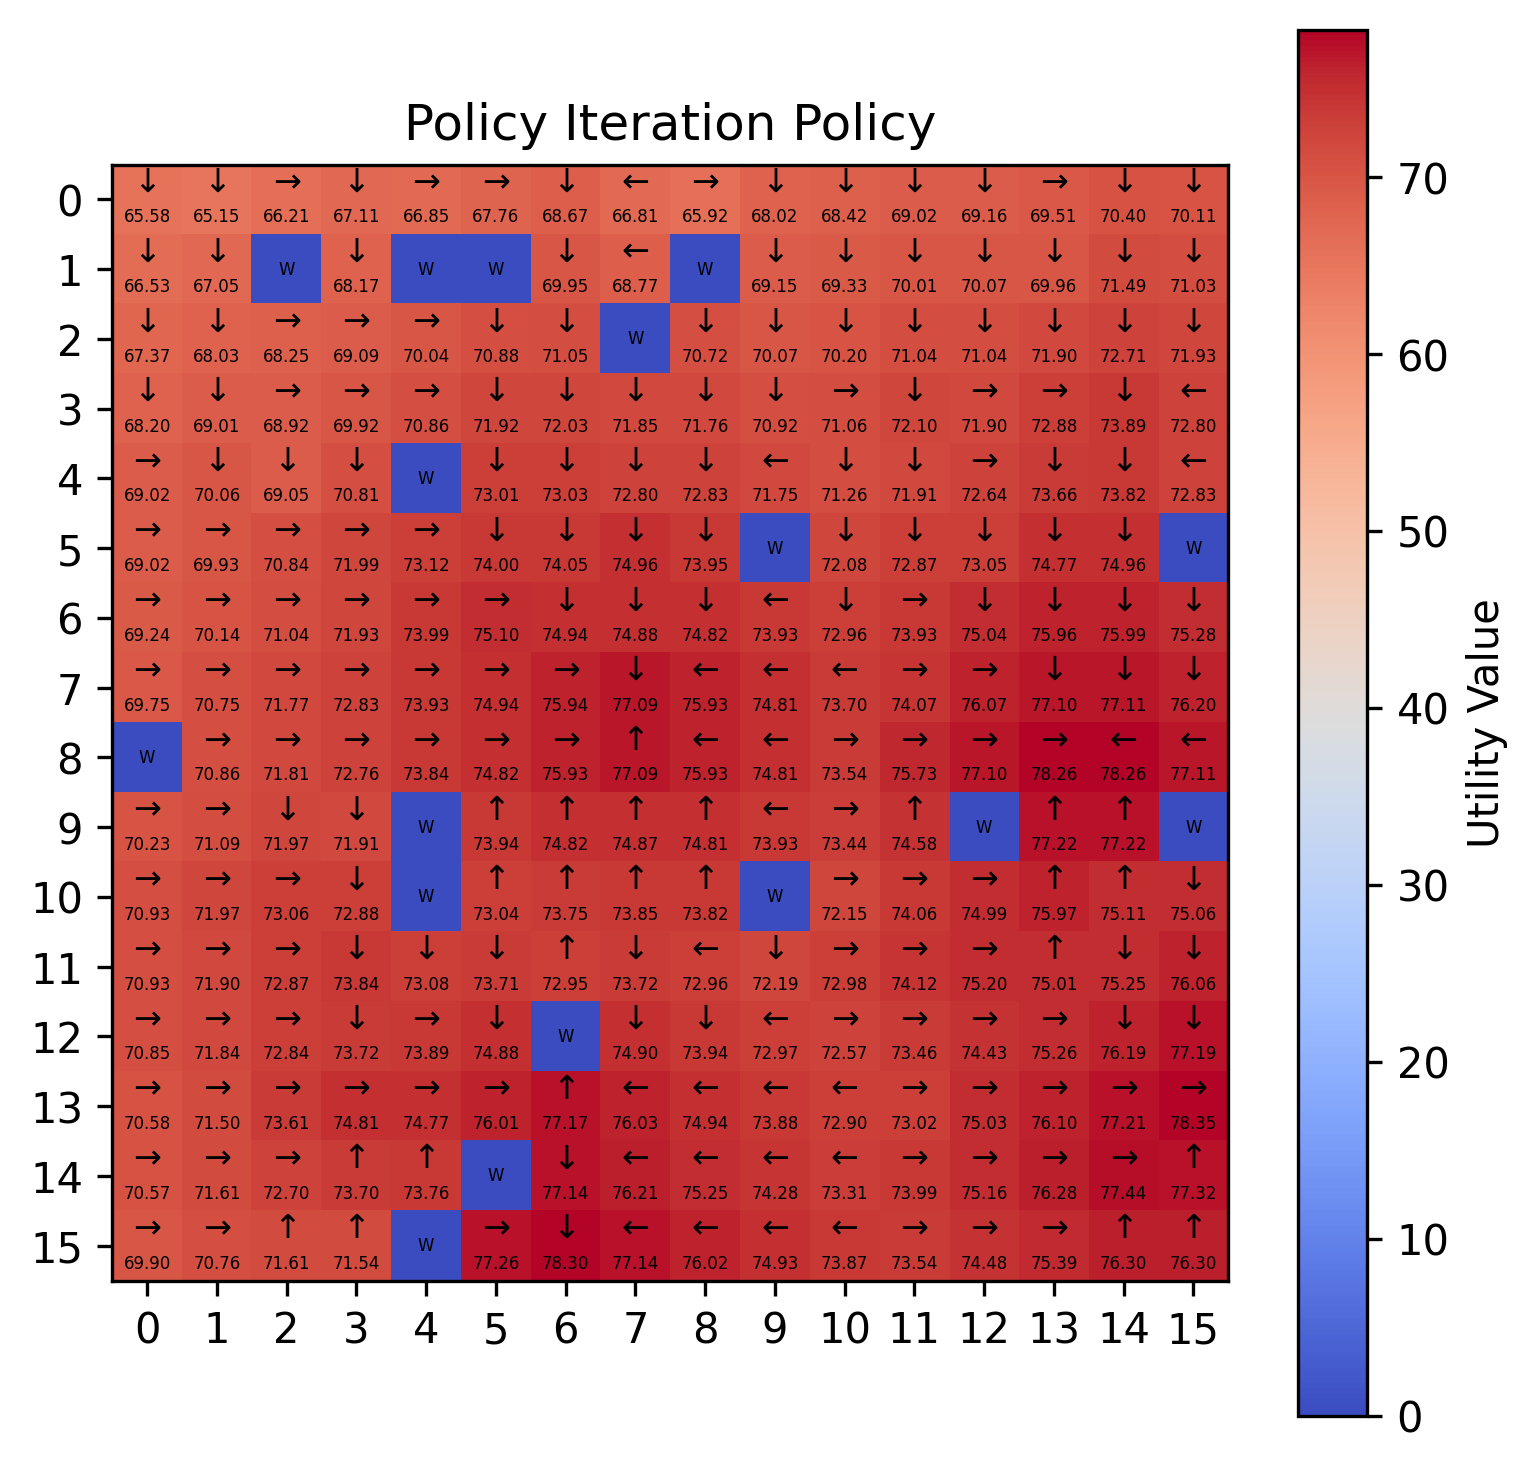 Policy Iteration Policy
0 ↓ ↓ → ↓ → → ↓ ← → ↓ ↓ ↓ ↓ → ↓ ↓
65.58 65.15 66.21 67.11 66.85 67.76 68.67 66.81 65.92 68.02 68.42 69.02 69.16 69.51 70.40 70.11
1 ↓ ↓ W ↓ W W ↓ ← W ↓ ↓ ↓ ↓ ↓ ↓ ↓
66.53 67.05 68.17 69.95 68.77 69.15 69.33 70.01 70.07 69.96 71.49 71.03
2 ↓ ↓ → → → ↓ ↓ W ↓ ↓ ↓ ↓ ↓ ↓ ↓ ↓
67.37 68.03 68.25 69.09 70.04 70.88 71.05 70.72 70.07 70.20 71.04 71.04 71.90 72.71 71.93
3 ↓ ↓ → → → ↓ ↓ ↓ ↓ ↓ → ↓ → → ↓ ←
68.20 69.01 68.92 69.92 70.86 71.92 72.03 71.85 71.76 70.92 71.06 72.10 71.90 72.88 73.89 72.80
4 → ↓ ↓ ↓ W ↓ ↓ ↓ ↓ ← ↓ ↓ → ↓ ↓ ←
69.02 70.06 69.05 70.81 73.01 73.03 72.80 72.83 71.75 71.26 71.91 72.64 73.66 73.82 72.83
5 → → → → → ↓ ↓ ↓ ↓ W ↓ ↓ ↓ ↓ ↓ W
69.02 69.93 70.84 71.99 73.12 74.00 74.05 74.96 73.95 72.08 72.87 73.05 74.77 74.96
6 → → → → → → ↓ ↓ ↓ ← ↓ → ↓ ↓ ↓ ↓
69.24 70.14 71.04 71.93 73.99 75.10 74.94 74.88 74.82 73.93 72.96 73.93 75.04 75.96 75.99 75.28
7 → → → → → → → ↓ ← ← ← → → ↓ ↓ ↓
69.75 70.75 71.77 72.83 73.93 74.94 75.94 77.09 75.93 74.81 73.70 74.07 76.07 77.10 77.11 76.20
8 W → → → → → → ↑ ← ← → → → → ← ←
70.86 71.81 72.76 73.84 74.82 75.93 77.09 75.93 74.81 73.54 75.73 77.10 78.26 78.26 77.11
9 → → ↓ ↓ W ↑ ↑ ↑ ↑ ← → ↑ W ↑ ↑ W
70.23 71.09 71.97 71.91 73.94 74.82 74.87 74.81 73.93 73.44 74.58 77.22 77.22
10 → → → ↓ W ↑ ↑ ↑ ↑ W → → → ↑ ↑ ↓
70.93 71.97 73.06 72.88 73.04 73.75 73.85 73.82 72.15 74.06 74.99 75.97 75.11 75.06
11 → → → ↓ ↓ ↓ ↑ ↓ ← ↓ → → → ↑ ↓ ↓
70.93 71.90 72.87 73.84 73.08 73.71 72.95 73.72 72.96 72.19 72.98 74.12 75.20 75.01 75.25 76.06
12 → → → ↓ → ↓ W ↓ ↓ ← → → → → ↓ ↓
70.85 71.84 72.84 73.72 73.89 74.88 74.90 73.94 72.97 72.57 73.46 74.43 75.26 76.19 77.19
13 → → → → → → ↑ ← ← ← ← → → → → →
70.58 71.50 73.61 74.81 74.77 76.01 77.17 76.03 74.94 73.88 72.90 73.02 75.03 76.10 77.21 78.35
14 → → → ↑ ↑ W ↓ ← ← ← ← → → → → ↑
70.57 71.61 72.70 73.70 73.76 77.14 76.21 75.25 74.28 73.31 73.99 75.16 76.28 77.44 77.32
15 → → ↑ ↑ W → ↓ ← ← ← ← → → → ↑ ↑
69.90 70.76 71.61 71.54 77.26 78.30 77.14 76.02 74.93 73.87 73.54 74.48 75.39 76.30 76.30
0 1 2 3 4 5 6 7 8 9 10 11 12 13 14 15
70
60
50
40
30
20
10
0
Utility Value